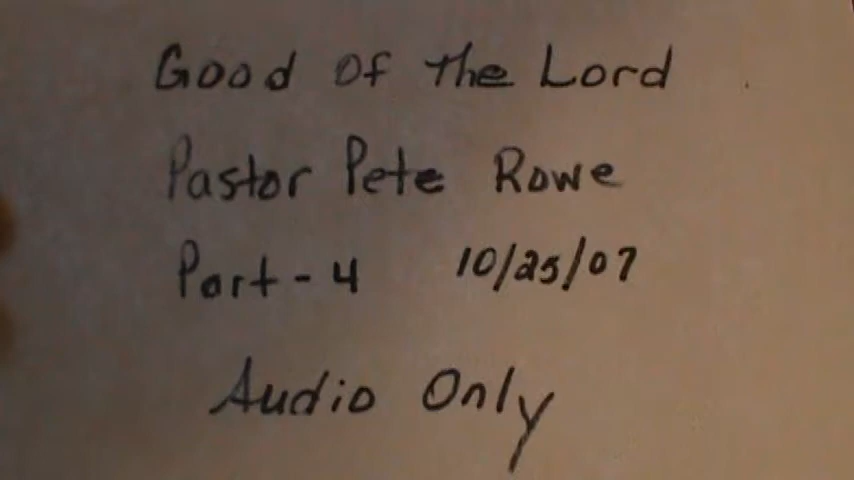 Good Of the Lord
Pastor Pete Rowe
Part - 4 10/25/07
Audio Only